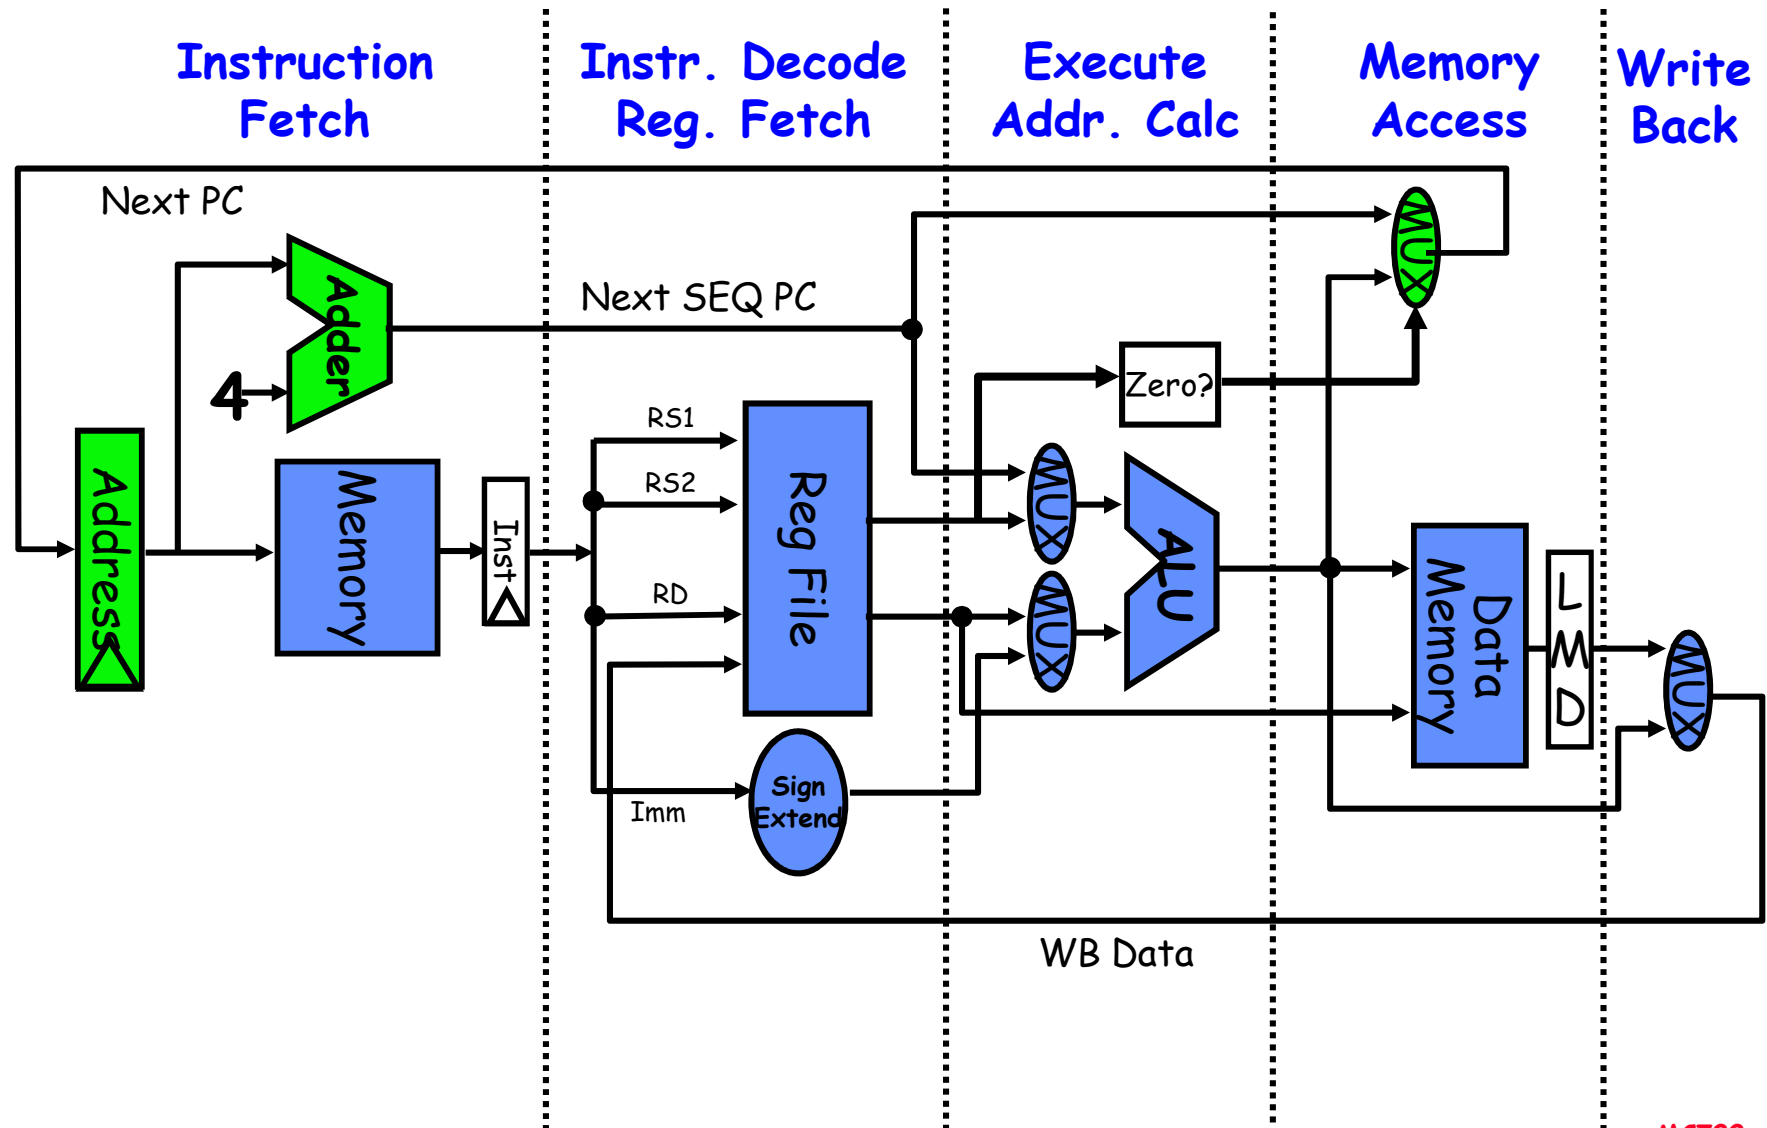 Instruction
Fetch
Instr. Decode
Reg. Fetch
Execute
Addr. Calc
Memory
Access
Write
Back
Next PC
MUX
Adder
Next SEQ PC
4
Zero?
Address
Memory
Inst
RS1
RS2
RD
Reg File
MUX
MUX
ALU
Data
Memory
LMD
MUX
Sign
Extend
Imm
WB Data